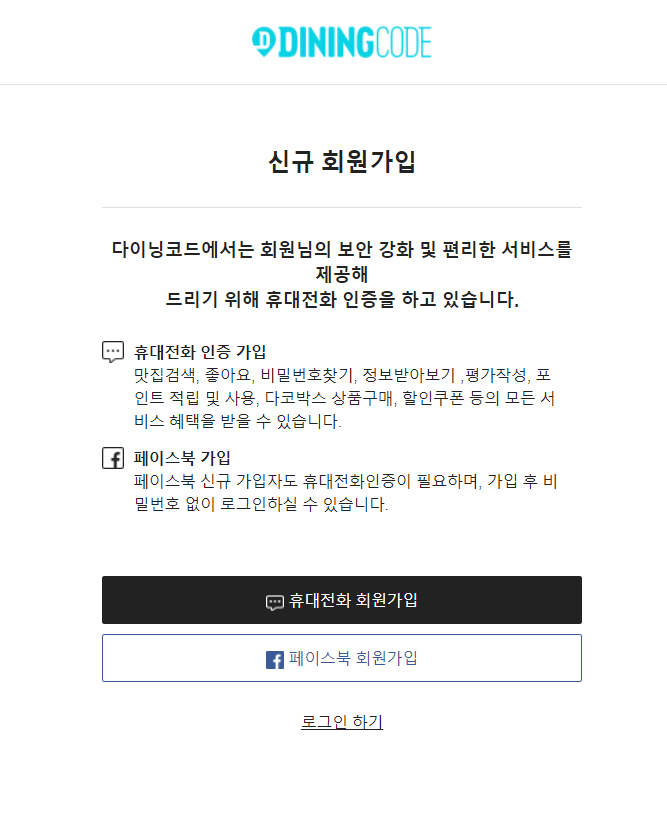 DININGCODE
신규 회원가입
다이닝코드에서는 회원님의 보안 강화 및 편리한 서비스를
제공해
드리기 위해 휴대전화 인증을 하고 있습니다.
휴대전화 인증 가입
맛집검색, 좋아요, 비밀번호찾기, 정보받아보기 ,평가작성, 포
인트 적립 및 사용, 다코박스 상품구매, 할인쿠폰 등의 모든 서
비스 혜택을 받을 수 있습니다.
페이스북 가입
페이스북 신규 가입자도 휴대전화인증이 필요하며, 가입 후 비
밀번호 없이 로그인하실 수 있습니다.
휴대전화 회원가입
페이스북 회원가입
로그인 하기